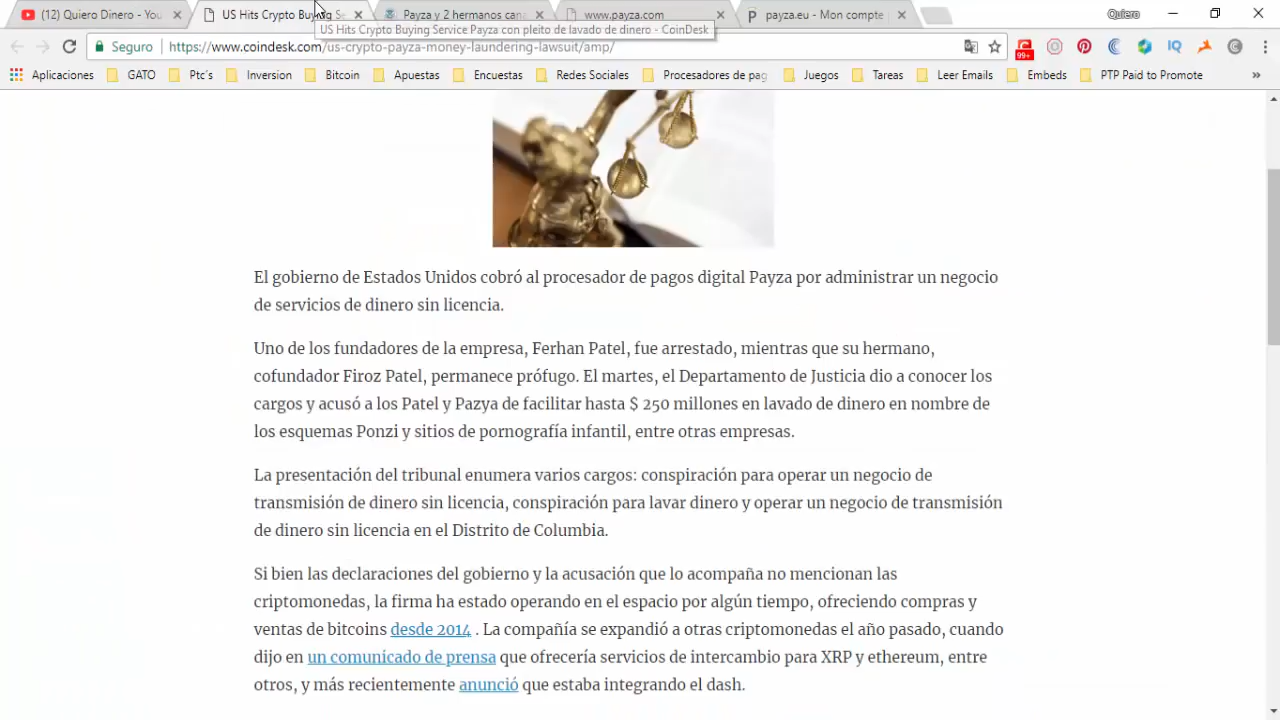 (12) Quiero Dinero - You
US Hits Crypto Buying Se
Payza y 2 hermanos cana
www.payza.com
payza.eu - Mon compte
Quiero
US Hits Crypto Buying Service Payza con pleito de lavado de dinero - CoinDesk
Seguro
https://www.coindesk.com/us-crypto-payza-money-laundering-lawsuit/amp/
99+
IQ
Aplicaciones
GATO
Ptc's
Inversion
Bitcoin
Apuestas
Encuestas
Redes Sociales
Procesadores de pag
Juegos
Tareas
Leer Emails
Embeds
PTP Paid to Promote
»
El gobierno de Estados Unidos cobró al procesador de pagos digital Payza por administrar un negocio
de servicios de dinero sin licencia.
Uno de los fundadores de la empresa, Ferhan Patel, fue arrestado, mientras que su hermano,
cofundador Firoz Patel, permanece prófugo. El martes, el Departamento de Justicia dio a conocer los
cargos y acusó a los Patel y Pazya de facilitar hasta $ 250 millones en lavado de dinero en nombre de
los esquemas Ponzi y sitios de pornografía infantil, entre otras empresas.
La presentación del tribunal enumera varios cargos: conspiración para operar un negocio de
transmisión de dinero sin licencia, conspiración para lavar dinero y operar un negocio de transmisión
de dinero sin licencia en el Distrito de Columbia.
Si bien las declaraciones del gobierno y la acusación que lo acompaña no mencionan las
criptomonedas, la firma ha estado operando en el espacio por algún tiempo, ofreciendo compras y
ventas de bitcoins desde 2014 . La compañía se expandió a otras criptomonedas el año pasado, cuando
dijo en un comunicado de prensa que ofrecería servicios de intercambio para XRP y ethereum, entre
otros, y más recientemente anunció que estaba integrando el dash.